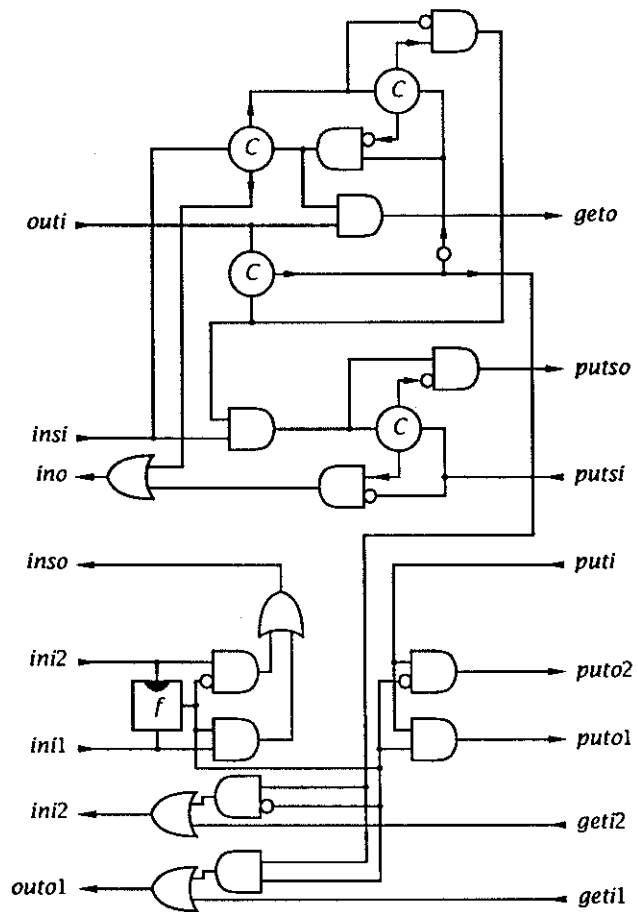 C
C
outi
geto
C
putso
insi
C
ino
putsi
inso
puti
ini2
puto2
f
ini1
puto1
ini2
geti2
outo1
geti1